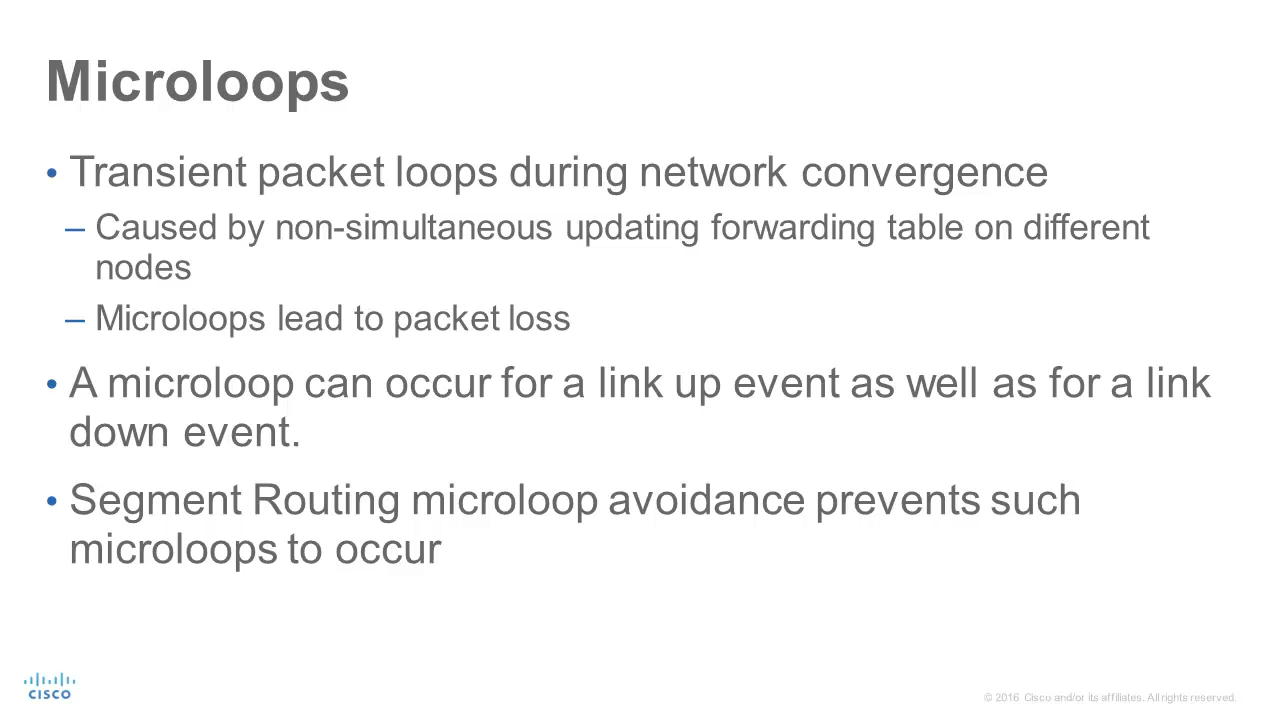 Microloops
• Transient packet loops during network convergence
– Caused by non-simultaneous updating forwarding table on different
nodes
– Microloops lead to packet loss
• A microloop can occur for a link up event as well as for a link
down event.
• Segment Routing microloop avoidance prevents such
microloops to occur
CISCO
© 2016 Cisco and/or its affiliates. All rights reserved.